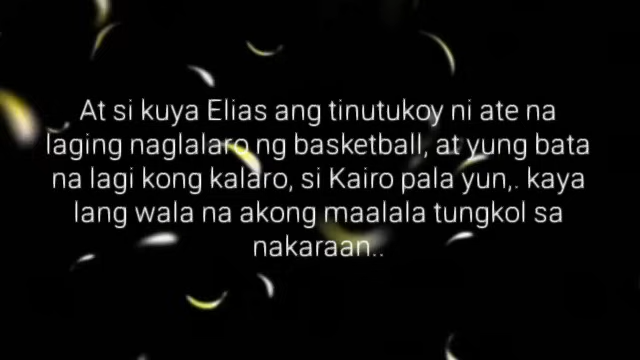 At si kuya Elias ang tinutukoy ni ate na
laging naglalaro ng basketball, at yung bata
na lagi kong kalaro, si Kairo pala yun,. kaya
lang wala na akong maalala tungkol sa
nakaraan..